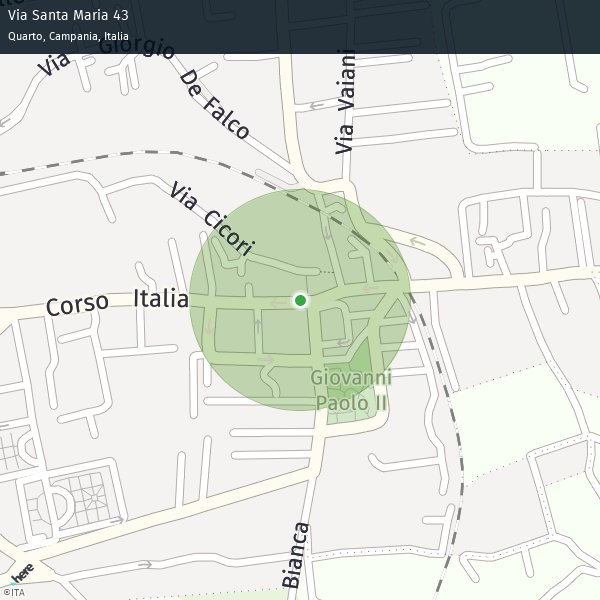 Via Santa Maria 43
Quarto, Campania, Italia
Via Giorgio De Falco
Via Vaiani
Via Cicori
Corso Italia
Giovanni
Paolo II
Bianca
here
©ITA